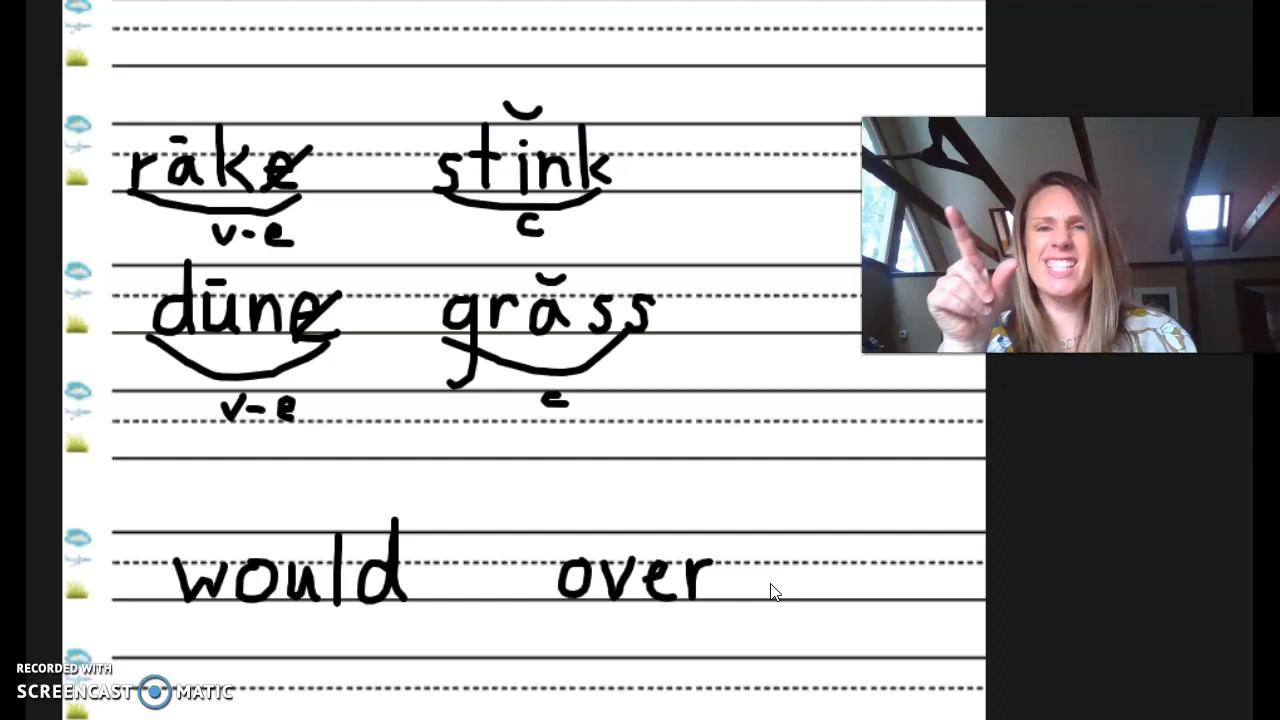 rāke stĭnk
v-e c
dūne grăss
v-e c
would over
RECORDED WITH
SCREENCAST MATIC